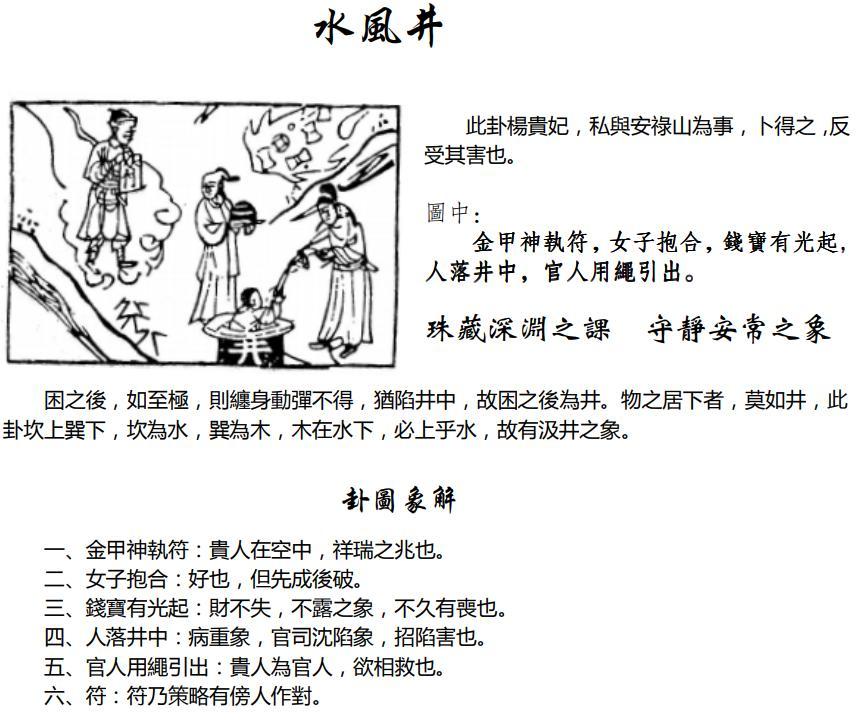 水風井
此卦楊貴妃，私與安祿山為事，卜得之，反
受其害也。
圖中：
金甲神執符，女子抱合，錢寶有光起，
人落井中，官人用繩引出。
珠藏深淵之課　守靜安常之象
井
困之後，如至極，則纏身動彈不得，猶陷井中，故困之後為井。物之居下者，莫如井，此
卦坎上巽下，坎為水，巽為木，木在水下，必上乎水，故有汲井之象。
卦圖象解
一、金甲神執符：貴人在空中，祥瑞之兆也。
二、女子抱合：好也，但先成後破。
三、錢寶有光起：財不失，不露之象，不久有喪也。
四、人落井中：病重象，官司沈陷象，招陷害也。
五、官人用繩引出：貴人為官人，欲相救也。
六、符：符乃策略有傍人作對。